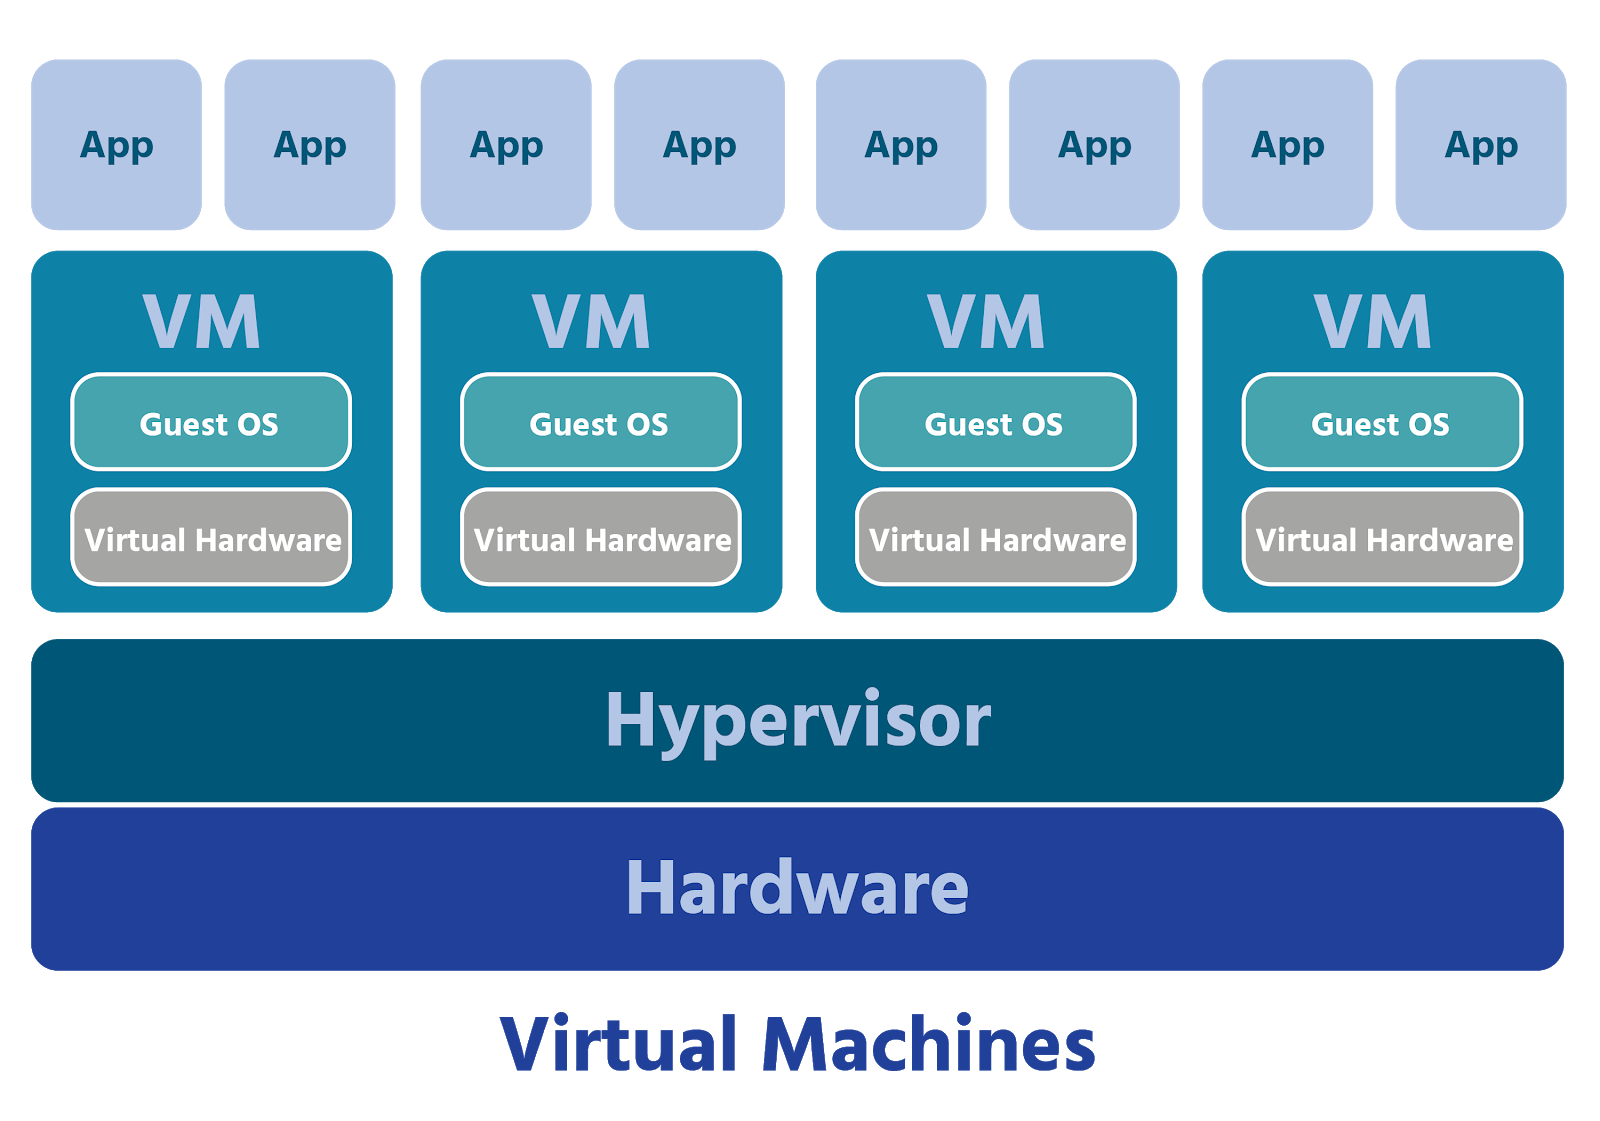 App App App App App App App App
VM VM VM VM
Guest OS Guest OS Guest OS Guest OS
Virtual Hardware Virtual Hardware Virtual Hardware Virtual Hardware
Hypervisor
Hardware
Virtual Machines